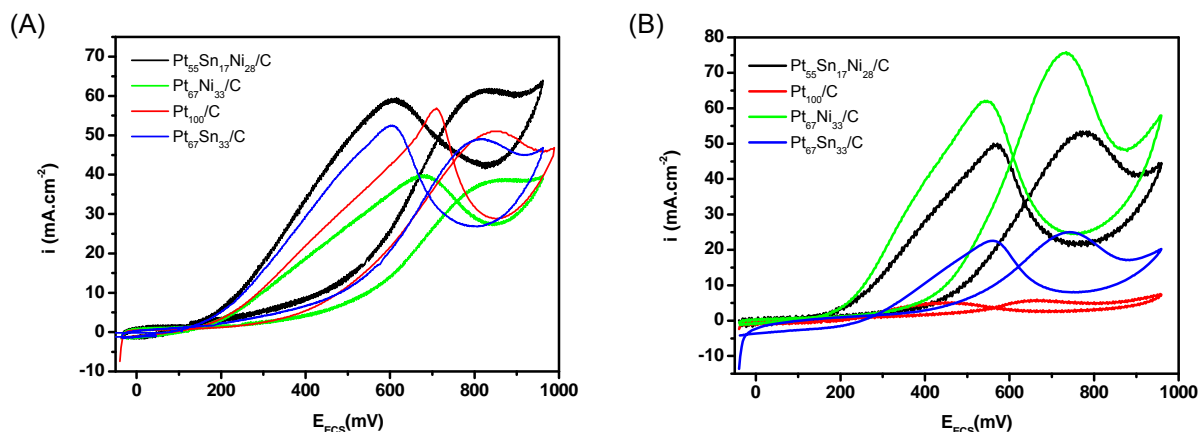 (A)
70
60
50
40
30
20
10
0
-10
i (mA.cm⁻²)
Pt₅₅Sn₁₇Ni₂₈/C
Pt₆₇Ni₃₃/C
Pt₁₀₀/C
Pt₆₇Sn₃₃/C
0 200 400 600 800 1000
E_ECS(mV)
(B)
80
70
60
50
40
30
20
10
0
-10
i (mA.cm⁻²)
Pt₅₅Sn₁₇Ni₂₈/C
Pt₁₀₀/C
Pt₆₇Ni₃₃/C
Pt₆₇Sn₃₃/C
0 200 400 600 800 1000
E_ECS(mV)